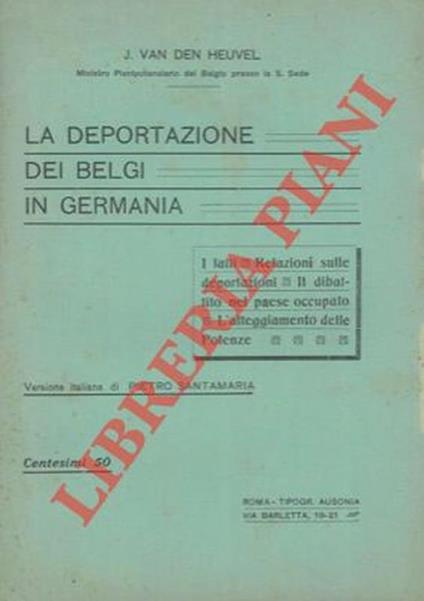 J. VAN DEN HEUVEL
Ministro Plenipotenziario del Belgio presso la S. Sede
LA DEPORTAZIONE
DEI BELGI
IN GERMANIA
I fatti Relazioni sulle
deportazioni Il dibat-
tito nel paese occupato
L'atteggiamento delle
Potenze
Versione italiana di PIETRO SANTAMARIA
Centesimi 50
ROMA - TIPOGR. AUSONIA
VIA BARLETTA, 19-21
LIBRERIA PIANI